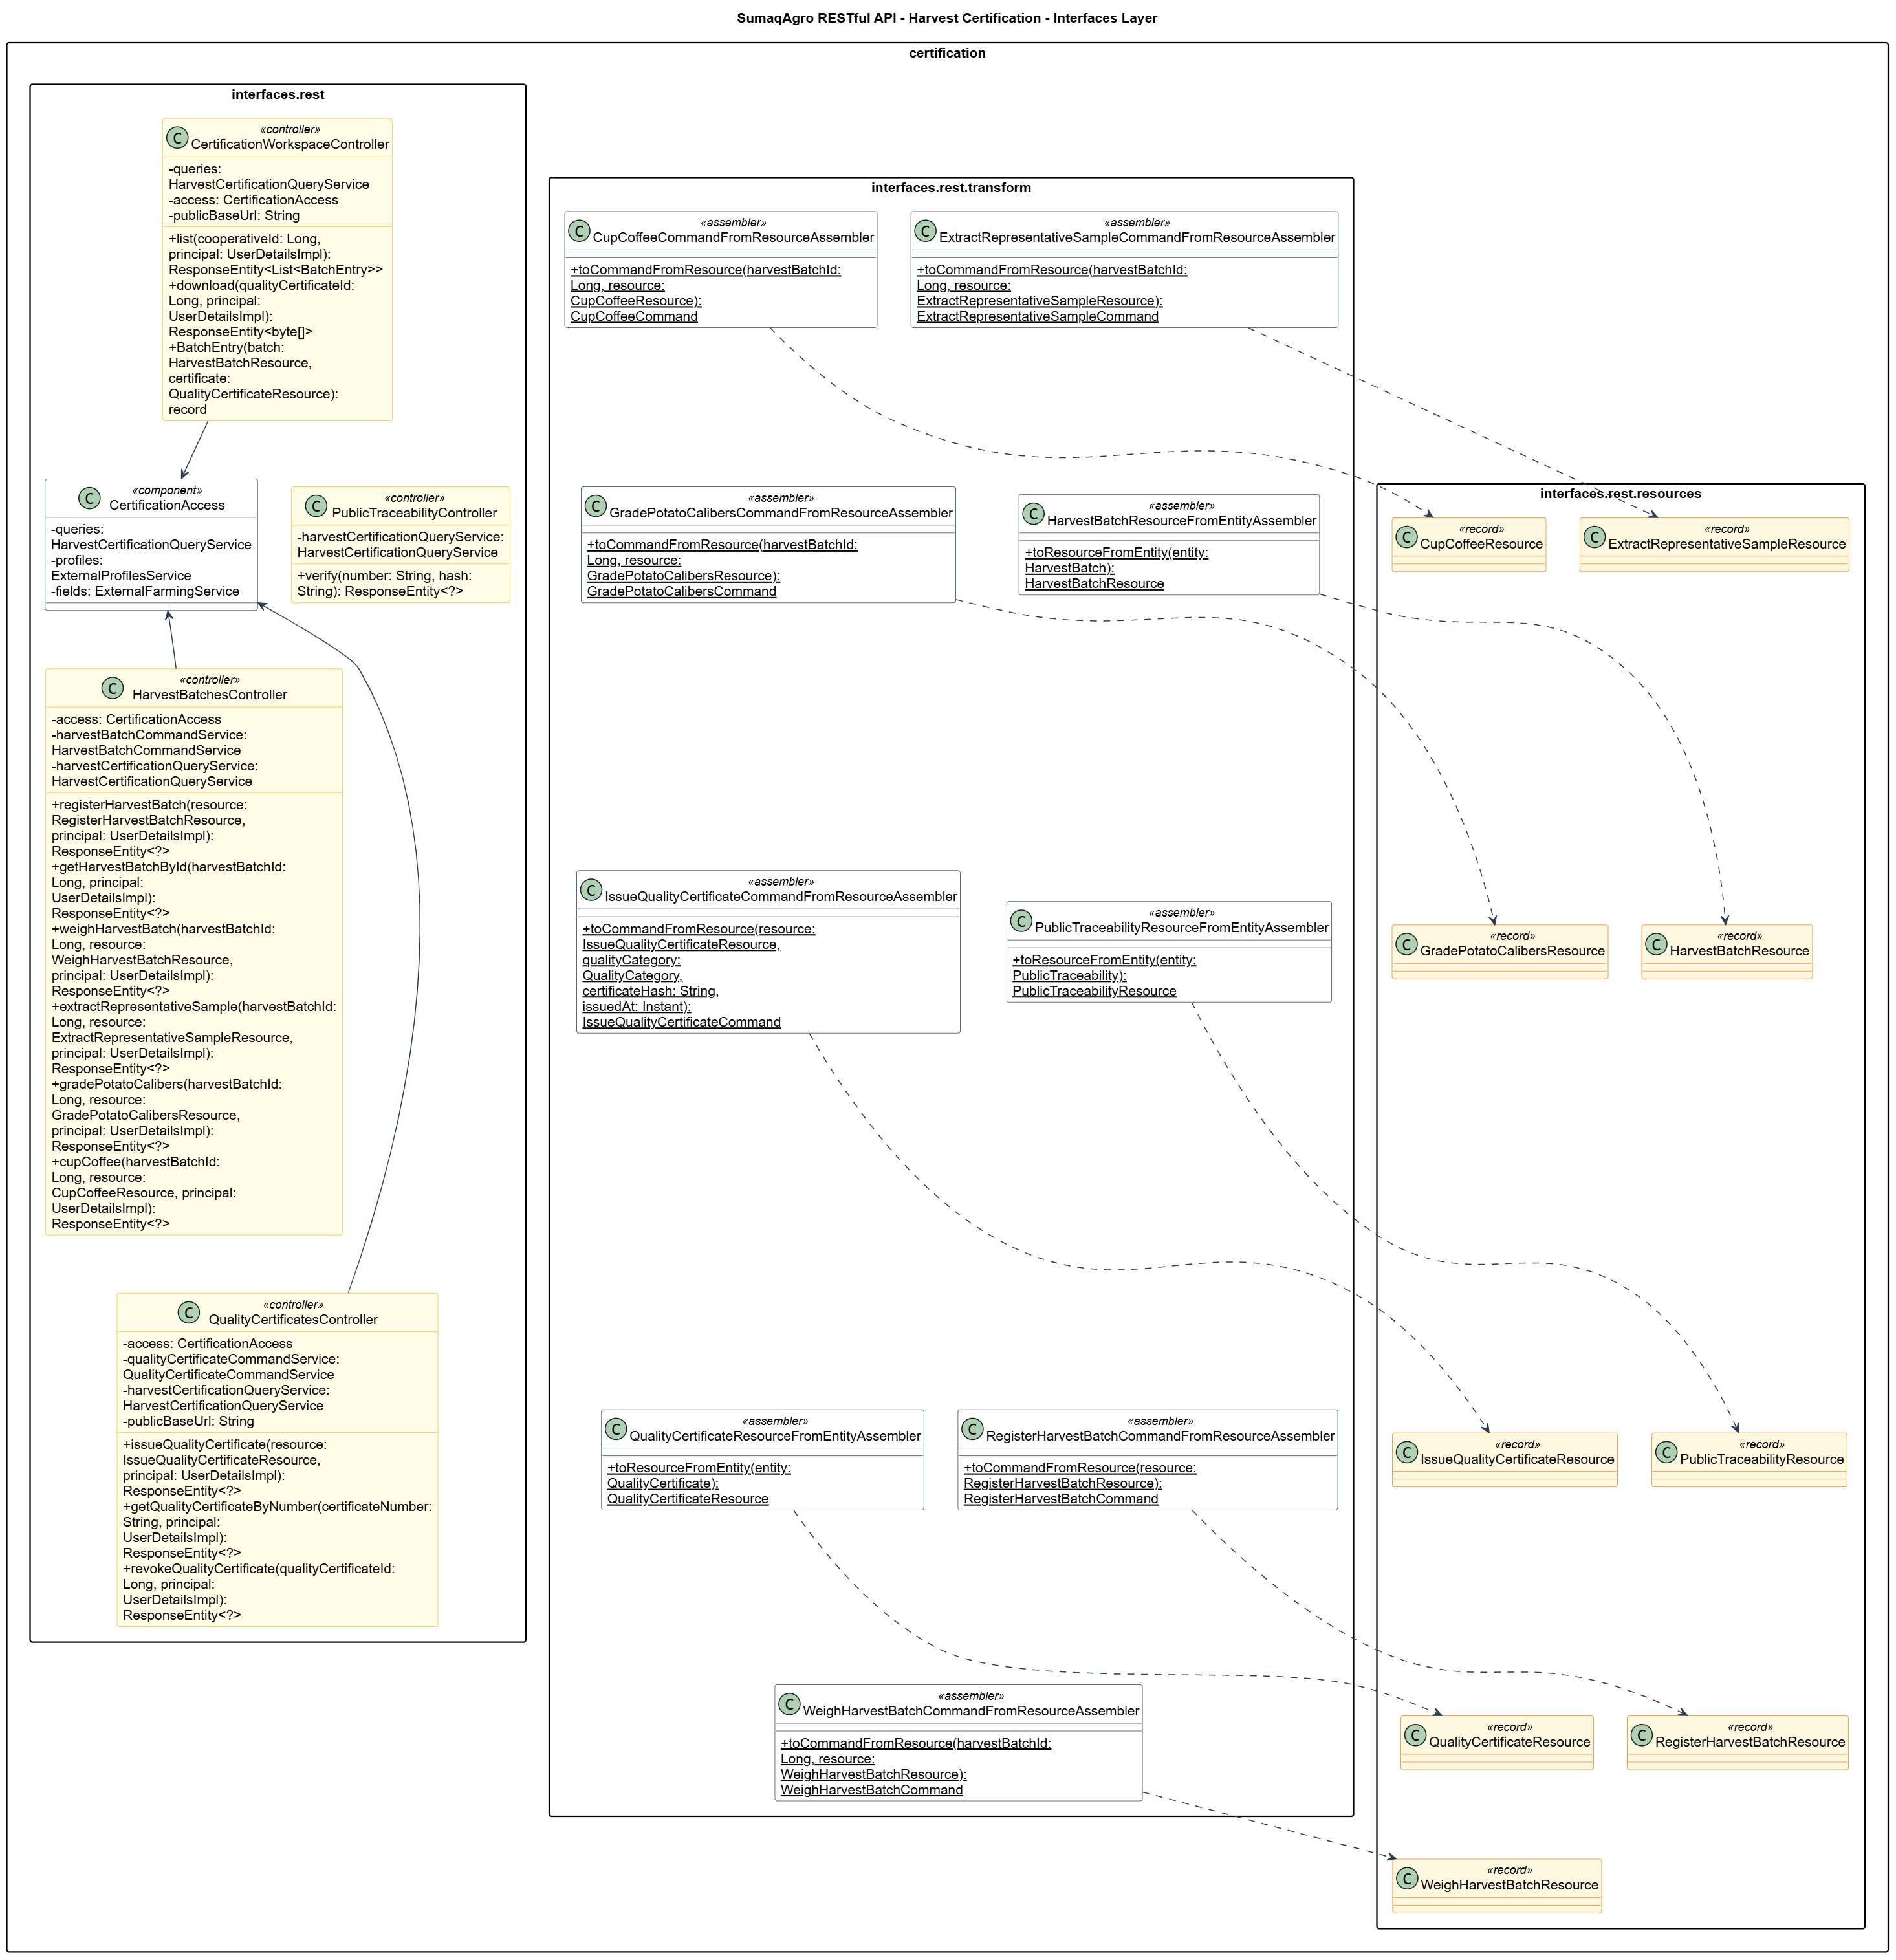 SumaqAgro RESTful API - Harvest Certification - Interfaces Layer
certification
interfaces.rest
C
«controller»
CertificationWorkspaceController
-queries:
HarvestCertificationQueryService
-access: CertificationAccess
-publicBaseUrl: String
+list(cooperativeId: Long,
principal: UserDetailsImpl):
ResponseEntity<List<BatchEntry>>
+download(qualityCertificateId:
Long, principal:
UserDetailsImpl):
ResponseEntity<byte[]>
+BatchEntry(batch:
HarvestBatchResource,
certificate:
QualityCertificateResource):
record
C
«component»
CertificationAccess
-queries:
HarvestCertificationQueryService
-profiles:
ExternalProfilesService
-fields: ExternalFarmingService
C
«controller»
PublicTraceabilityController
-harvestCertificationQueryService:
HarvestCertificationQueryService
+verify(number: String, hash:
String): ResponseEntity<?>
C
«controller»
HarvestBatchesController
-access: CertificationAccess
-harvestBatchCommandService:
HarvestBatchCommandService
-harvestCertificationQueryService:
HarvestCertificationQueryService
+registerHarvestBatch(resource:
RegisterHarvestBatchResource,
principal: UserDetailsImpl):
ResponseEntity<?>
+getHarvestBatchById(harvestBatchId:
Long, principal:
UserDetailsImpl):
ResponseEntity<?>
+weighHarvestBatch(harvestBatchId:
Long, resource:
WeighHarvestBatchResource,
principal: UserDetailsImpl):
ResponseEntity<?>
+extractRepresentativeSample(harvestBatchId:
Long, resource:
ExtractRepresentativeSampleResource,
principal: UserDetailsImpl):
ResponseEntity<?>
+gradePotatoCalibers(harvestBatchId:
Long, resource:
GradePotatoCalibersResource,
principal: UserDetailsImpl):
ResponseEntity<?>
+cupCoffee(harvestBatchId:
Long, resource:
CupCoffeeResource, principal:
UserDetailsImpl):
ResponseEntity<?>
C
«controller»
QualityCertificatesController
-access: CertificationAccess
-qualityCertificateCommandService:
QualityCertificateCommandService
-harvestCertificationQueryService:
HarvestCertificationQueryService
-publicBaseUrl: String
+issueQualityCertificate(resource:
IssueQualityCertificateResource,
principal: UserDetailsImpl):
ResponseEntity<?>
+getQualityCertificateByNumber(certificateNumber:
String, principal:
UserDetailsImpl):
ResponseEntity<?>
+revokeQualityCertificate(qualityCertificateId:
Long, principal:
UserDetailsImpl):
ResponseEntity<?>
interfaces.rest.transform
C
«assembler»
CupCoffeeCommandFromResourceAssembler
+toCommandFromResource(harvestBatchId:
Long, resource:
CupCoffeeResource):
CupCoffeeCommand
C
«assembler»
ExtractRepresentativeSampleCommandFromResourceAssembler
+toCommandFromResource(harvestBatchId:
Long, resource:
ExtractRepresentativeSampleResource):
ExtractRepresentativeSampleCommand
C
«assembler»
GradePotatoCalibersCommandFromResourceAssembler
+toCommandFromResource(harvestBatchId:
Long, resource:
GradePotatoCalibersResource):
GradePotatoCalibersCommand
C
«assembler»
HarvestBatchResourceFromEntityAssembler
+toResourceFromEntity(entity:
HarvestBatch):
HarvestBatchResource
C
«assembler»
IssueQualityCertificateCommandFromResourceAssembler
+toCommandFromResource(resource:
IssueQualityCertificateResource,
qualityCategory:
QualityCategory,
certificateHash: String,
issuedAt: Instant):
IssueQualityCertificateCommand
C
«assembler»
PublicTraceabilityResourceFromEntityAssembler
+toResourceFromEntity(entity:
PublicTraceability):
PublicTraceabilityResource
C
«assembler»
QualityCertificateResourceFromEntityAssembler
+toResourceFromEntity(entity:
QualityCertificate):
QualityCertificateResource
C
«assembler»
RegisterHarvestBatchCommandFromResourceAssembler
+toCommandFromResource(resource:
RegisterHarvestBatchResource):
RegisterHarvestBatchCommand
C
«assembler»
WeighHarvestBatchCommandFromResourceAssembler
+toCommandFromResource(harvestBatchId:
Long, resource:
WeighHarvestBatchResource):
WeighHarvestBatchCommand
interfaces.rest.resources
C
«record»
CupCoffeeResource
C
«record»
ExtractRepresentativeSampleResource
C
«record»
GradePotatoCalibersResource
C
«record»
HarvestBatchResource
C
«record»
IssueQualityCertificateResource
C
«record»
PublicTraceabilityResource
C
«record»
QualityCertificateResource
C
«record»
RegisterHarvestBatchResource
C
«record»
WeighHarvestBatchResource